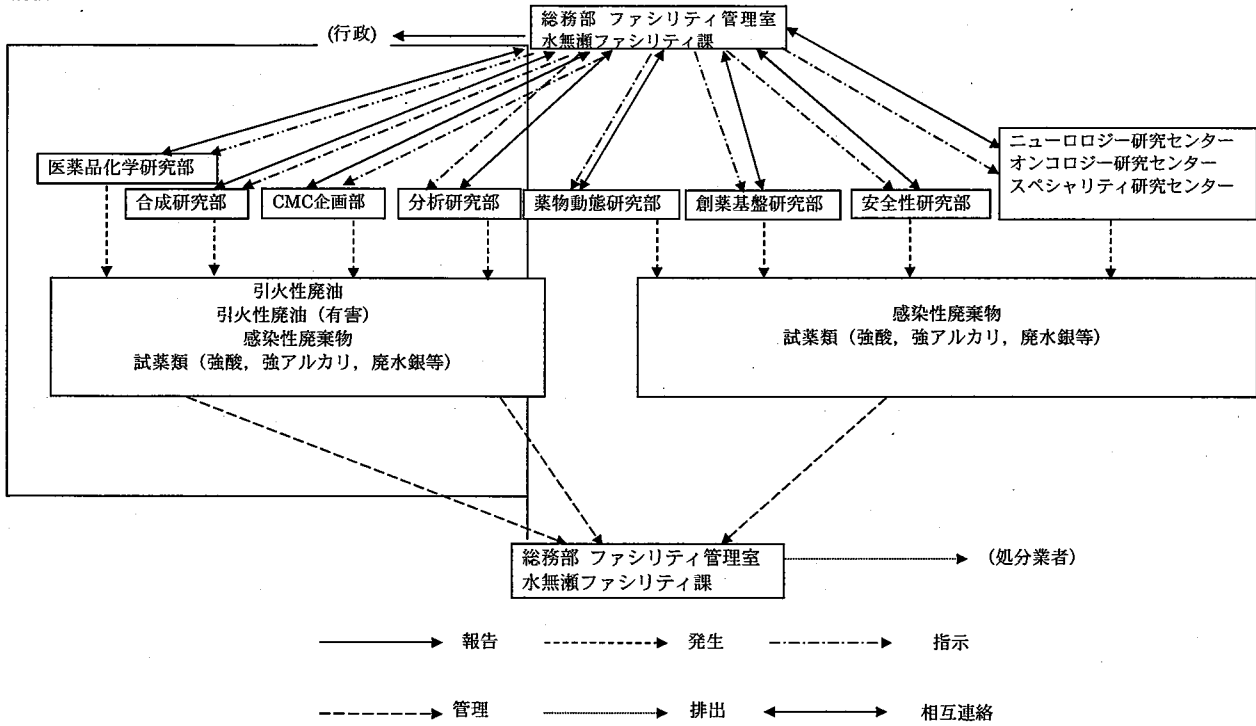 総務部 ファシリティ管理室
水無瀬ファシリティ課
(行政)
医薬品化学研究部
合成研究部
CMC企画部
分析研究部
薬物動態研究部
創薬基盤研究部
安全性研究部
ニューロロジー研究センター
オンコロジー研究センター
スペシャリティ研究センター
引火性廃油
引火性廃油（有害）
感染性廃棄物
試薬類（強酸，強アルカリ，廃水銀等）
感染性廃棄物
試薬類（強酸，強アルカリ，廃水銀等）
総務部 ファシリティ管理室
水無瀬ファシリティ課
(処分業者)
報告 発生 指示
管理 排出 相互連絡